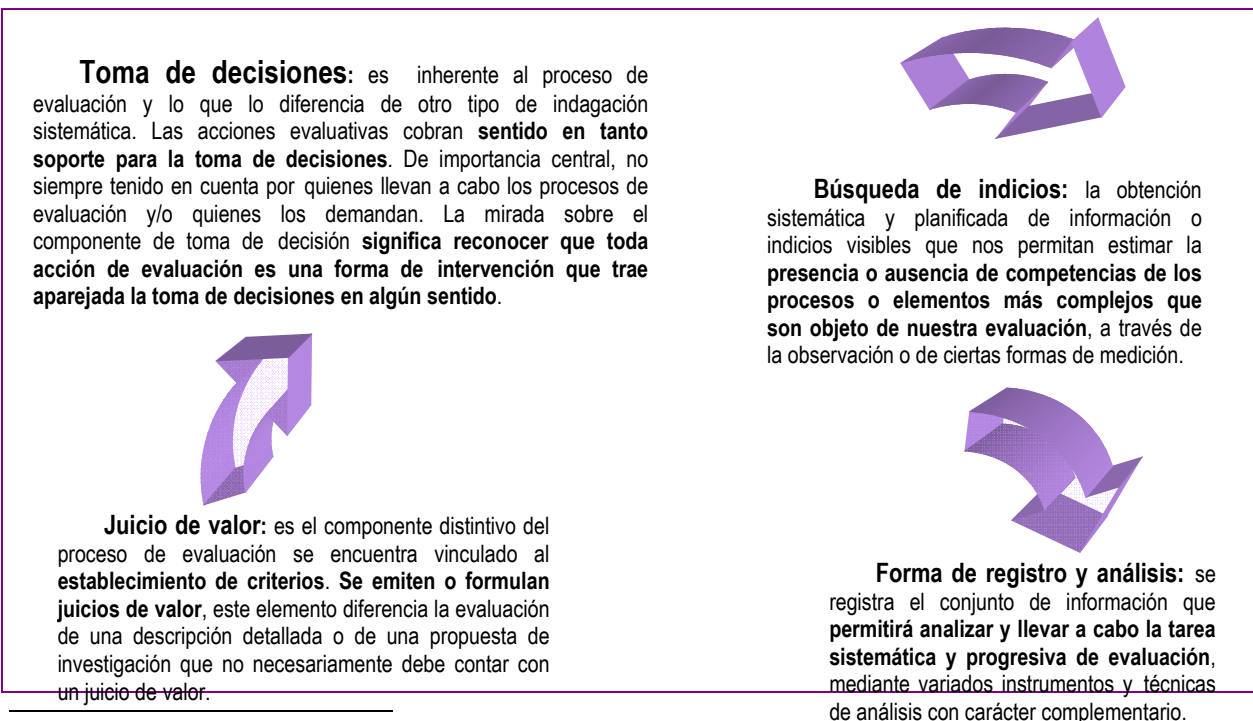 Toma de decisiones: es inherente al proceso de
evaluación y lo que lo diferencia de otro tipo de indagación
sistemática. Las acciones evaluativas cobran sentido en tanto
soporte para la toma de decisiones. De importancia central, no
siempre tenido en cuenta por quienes llevan a cabo los procesos de
evaluación y/o quienes los demandan. La mirada sobre el
componente de toma de decisión significa reconocer que toda
acción de evaluación es una forma de intervención que trae
aparejada la toma de decisiones en algún sentido.
Búsqueda de indicios: la obtención
sistemática y planificada de información o
indicios visibles que nos permitan estimar la
presencia o ausencia de competencias de los
procesos o elementos más complejos que
son objeto de nuestra evaluación, a través de
la observación o de ciertas formas de medición.
Juicio de valor: es el componente distintivo del
proceso de evaluación se encuentra vinculado al
establecimiento de criterios. Se emiten o formulan
juicios de valor, este elemento diferencia la evaluación
de una descripción detallada o de una propuesta de
investigación que no necesariamente debe contar con
un juicio de valor.
Forma de registro y análisis: se
registra el conjunto de información que
permitirá analizar y llevar a cabo la tarea
sistemática y progresiva de evaluación,
mediante variados instrumentos y técnicas
de análisis con carácter complementario.